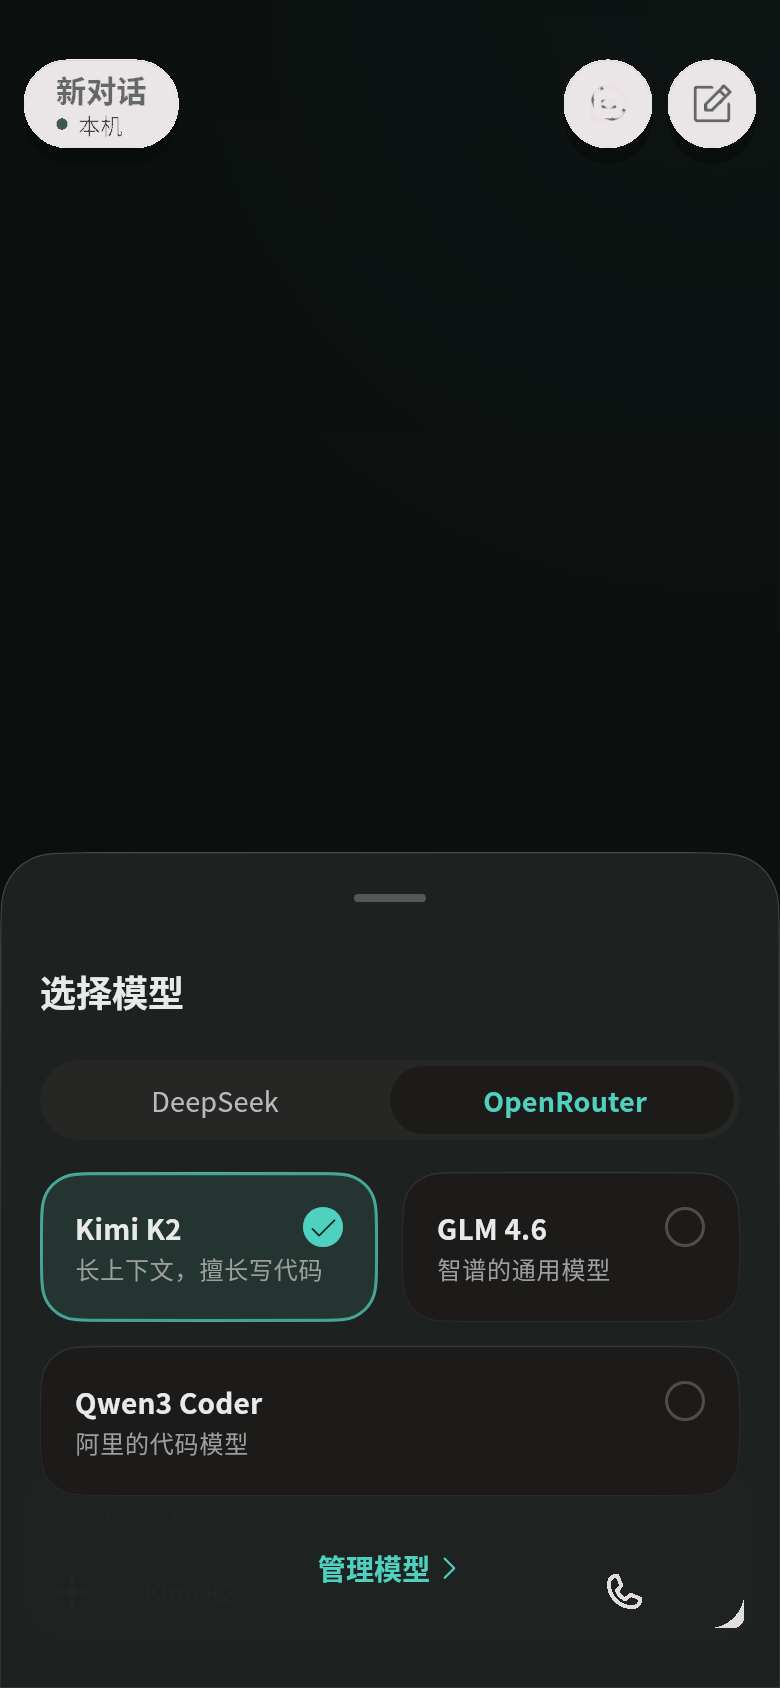 新对话
本机
选择模型
DeepSeek
OpenRouter
Kimi K2
长上下文，擅长写代码
GLM 4.6
智谱的通用模型
Qwen3 Coder
阿里的代码模型
管理模型
Kimi K2